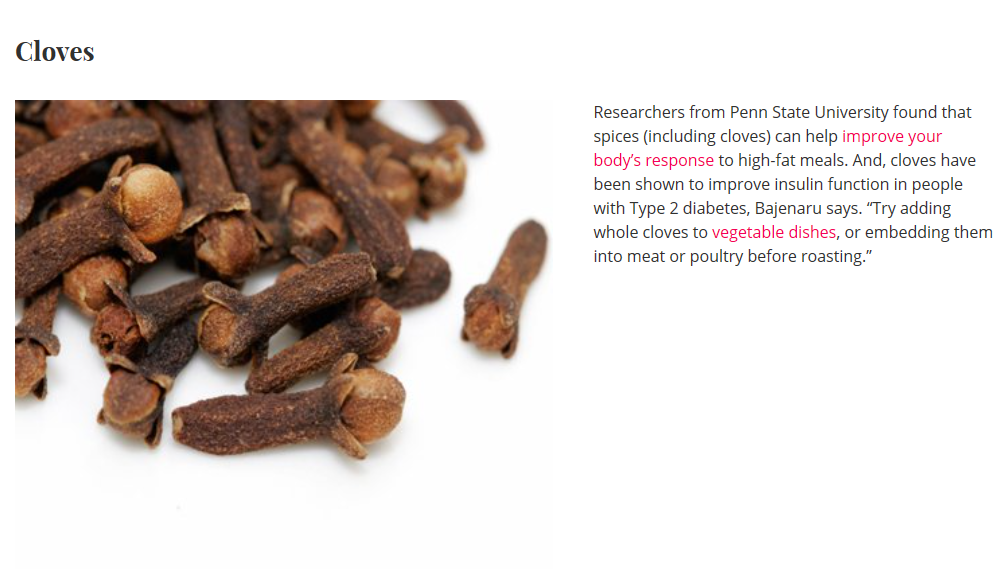 Cloves
Researchers from Penn State University found that
spices (including cloves) can help improve your
body’s response to high-fat meals. And, cloves have
been shown to improve insulin function in people
with Type 2 diabetes, Bajenaru says. “Try adding
whole cloves to vegetable dishes, or embedding them
into meat or poultry before roasting.”